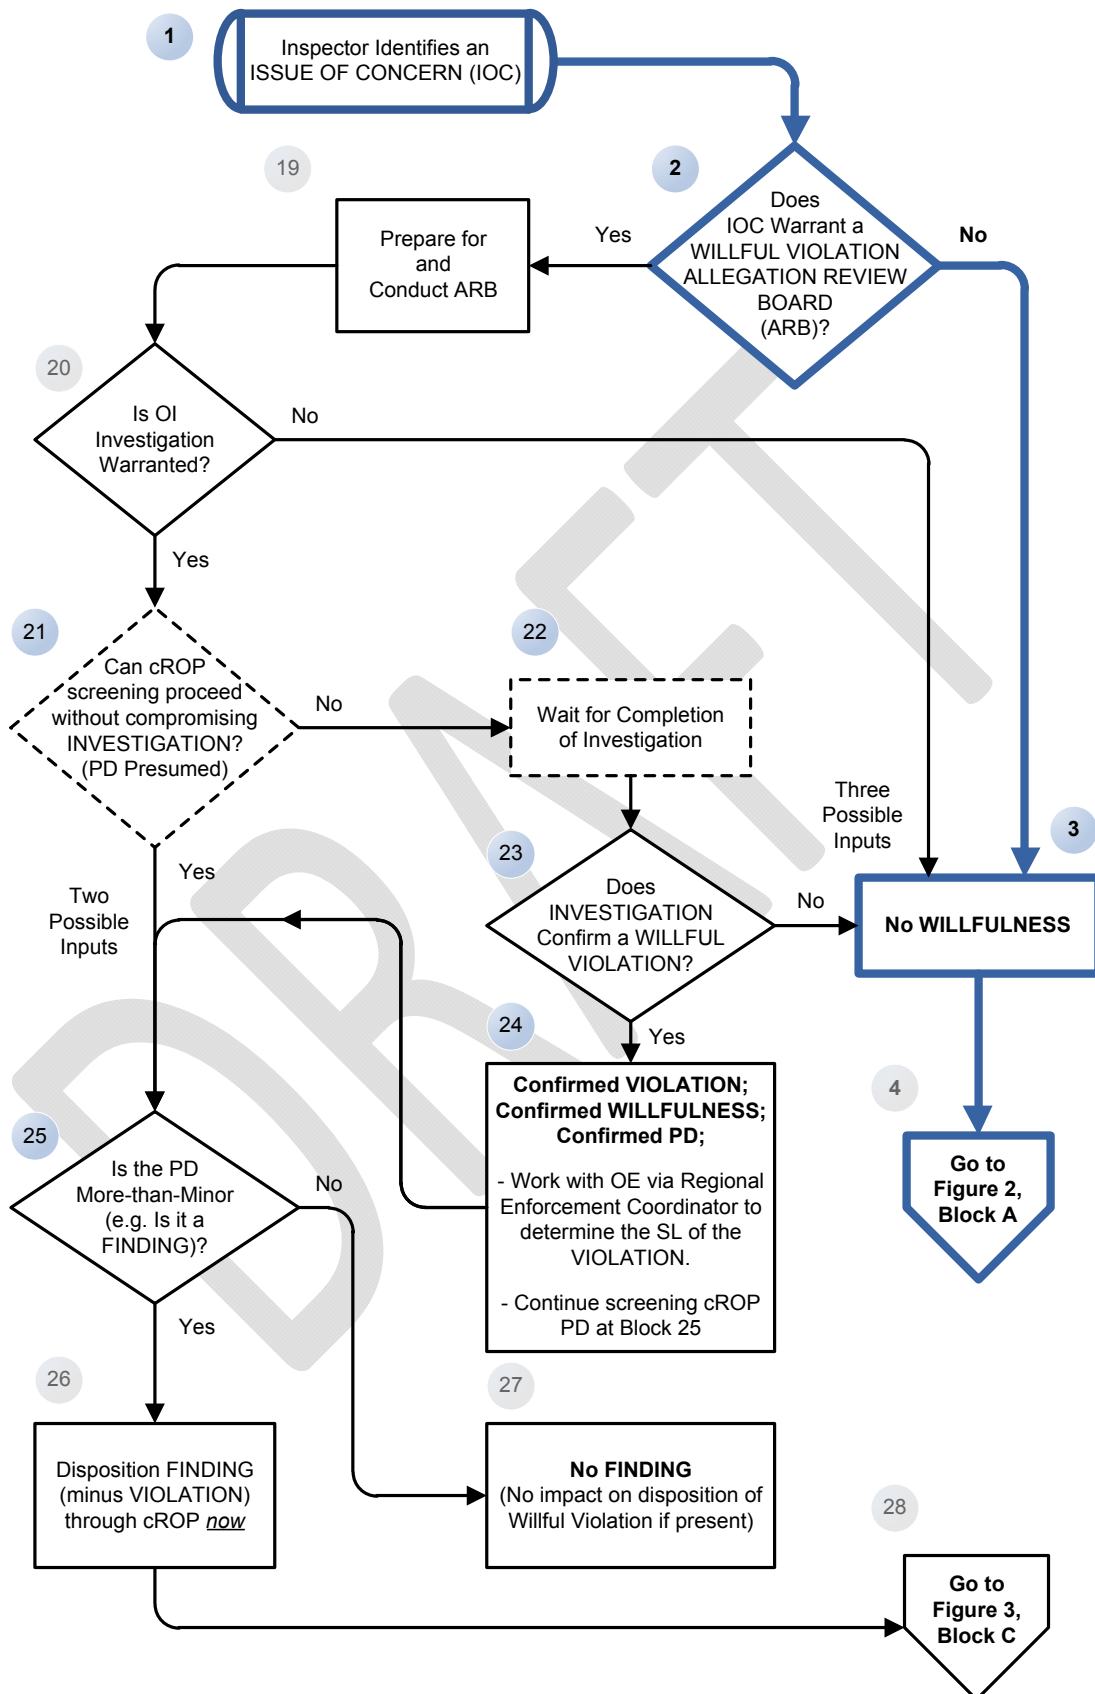 1
Inspector Identifies an
ISSUE OF CONCERN (IOC)
19
2
Does
IOC Warrant a
WILLFUL VIOLATION
ALLEGATION REVIEW
BOARD
(ARB)?
Yes
No
Prepare for
and
Conduct ARB
20
Is OI
Investigation
Warranted?
No
Yes
21
Can cROP
screening proceed
without compromising
INVESTIGATION?
(PD Presumed)
No
22
Wait for Completion
of Investigation
Three
Possible
Inputs
3
No WILLFULNESS
Yes
Two
Possible
Inputs
23
Does
INVESTIGATION
Confirm a WILLFUL
VIOLATION?
No
Yes
24
Confirmed VIOLATION;
Confirmed WILLFULNESS;
Confirmed PD;
- Work with OE via Regional
Enforcement Coordinator to
determine the SL of the
VIOLATION.
- Continue screening cROP
PD at Block 25
4
Go to
Figure 2,
Block A
25
Is the PD
More-than-Minor
(e.g. Is it a
FINDING)?
No
Yes
26
Disposition FINDING
(minus VIOLATION)
through cROP now
27
No FINDING
(No impact on disposition of
Willful Violation if present)
28
Go to
Figure 3,
Block C
DRAFT